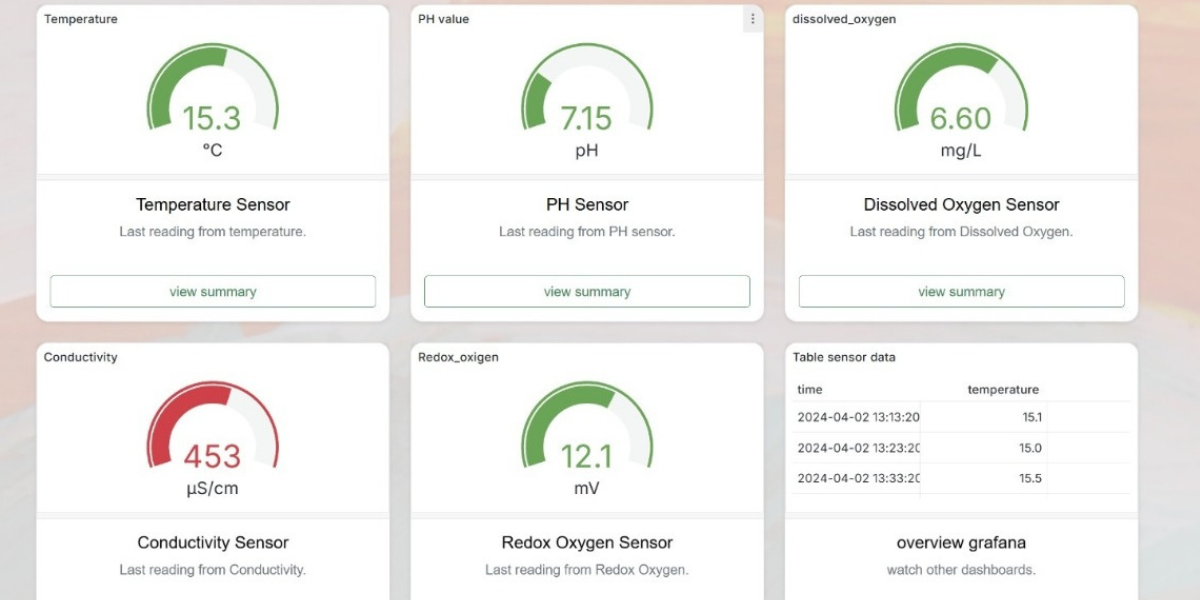 Temperature
15.3
°C
Temperature Sensor
Last reading from temperature.
view summary
PH value
7.15
pH
PH Sensor
Last reading from PH sensor.
view summary
dissolved_oxygen
6.60
mg/L
Dissolved Oxygen Sensor
Last reading from Dissolved Oxygen.
view summary
Conductivity
453
µS/cm
Conductivity Sensor
Last reading from Conductivity.
Redox_oxigen
12.1
mV
Redox Oxygen Sensor
Last reading from Redox Oxygen.
Table sensor data
time temperature
2024-04-02 13:13:20 15.1
2024-04-02 13:23:20 15.0
2024-04-02 13:33:20 15.5
overview grafana
watch other dashboards.